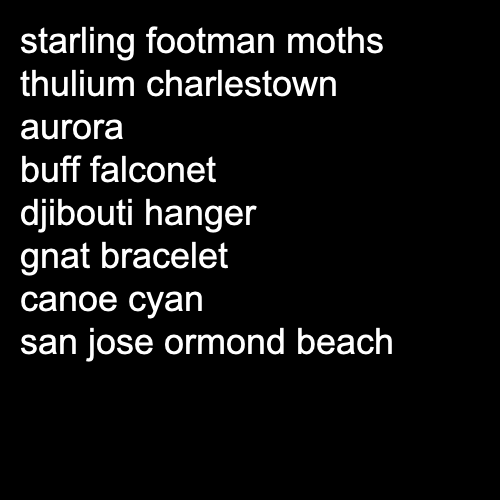 starling footman moths
thulium charlestown
aurora
buff falconet
djibouti hanger
gnat bracelet
canoe cyan
san jose ormond beach